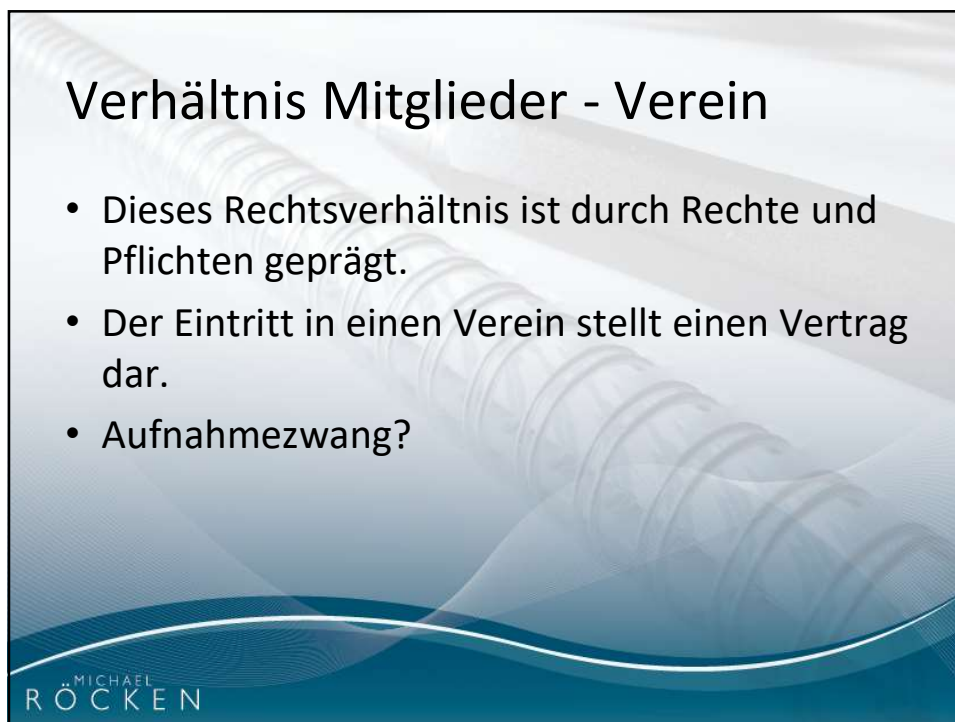 Verhältnis Mitglieder - Verein
• Dieses Rechtsverhältnis ist durch Rechte und
Pflichten geprägt.
• Der Eintritt in einen Verein stellt einen Vertrag
dar.
• Aufnahmezwang?
MICHAEL
RÖCKEN